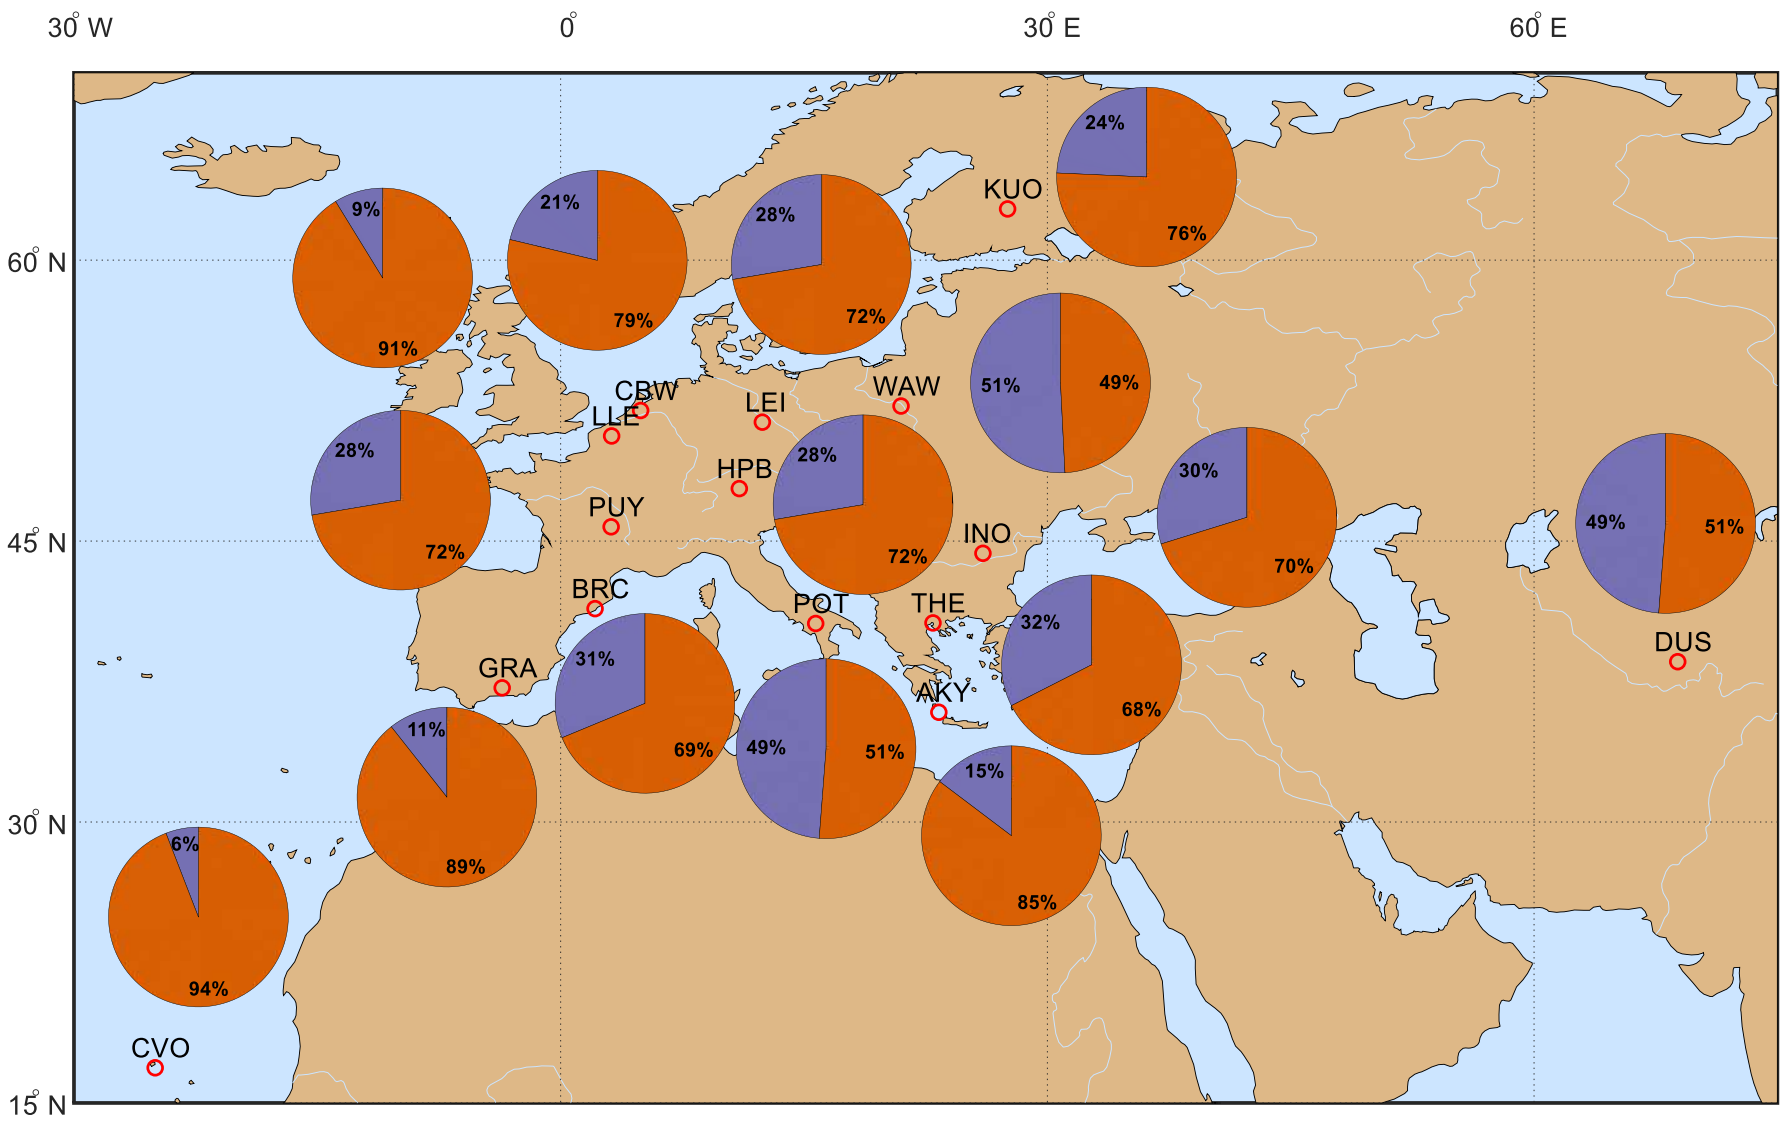 30° W
0°
30° E
60° E
24%
KUO
9%
21%
28%
76%
60° N
79%
72%
91%
51%
49%
CBW
LEI
WAW
LLE
28%
HPB
28%
30%
PUY
49%
51%
INO
45° N
72%
72%
70%
BRC
POT
THE
32%
DUS
31%
GRA
AKY
68%
11%
69%
49%
51%
15%
30° N
6%
89%
85%
94%
CVO
15° N